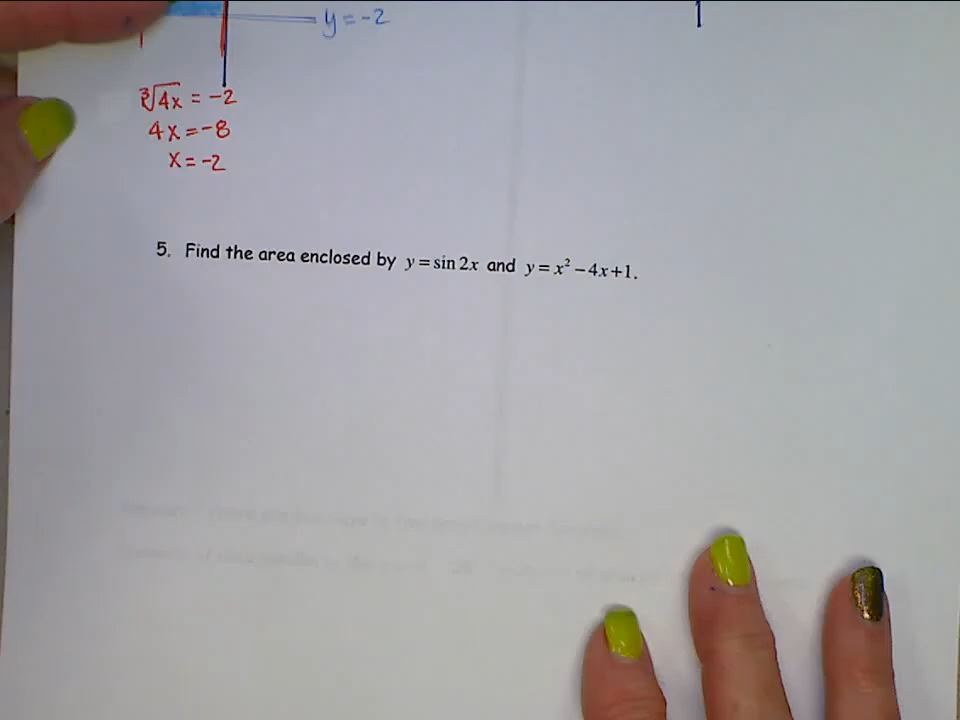 y = -2
∛4x = -2
4x = -8
x = -2
5. Find the area enclosed by y = sin 2x and y = x² − 4x + 1.